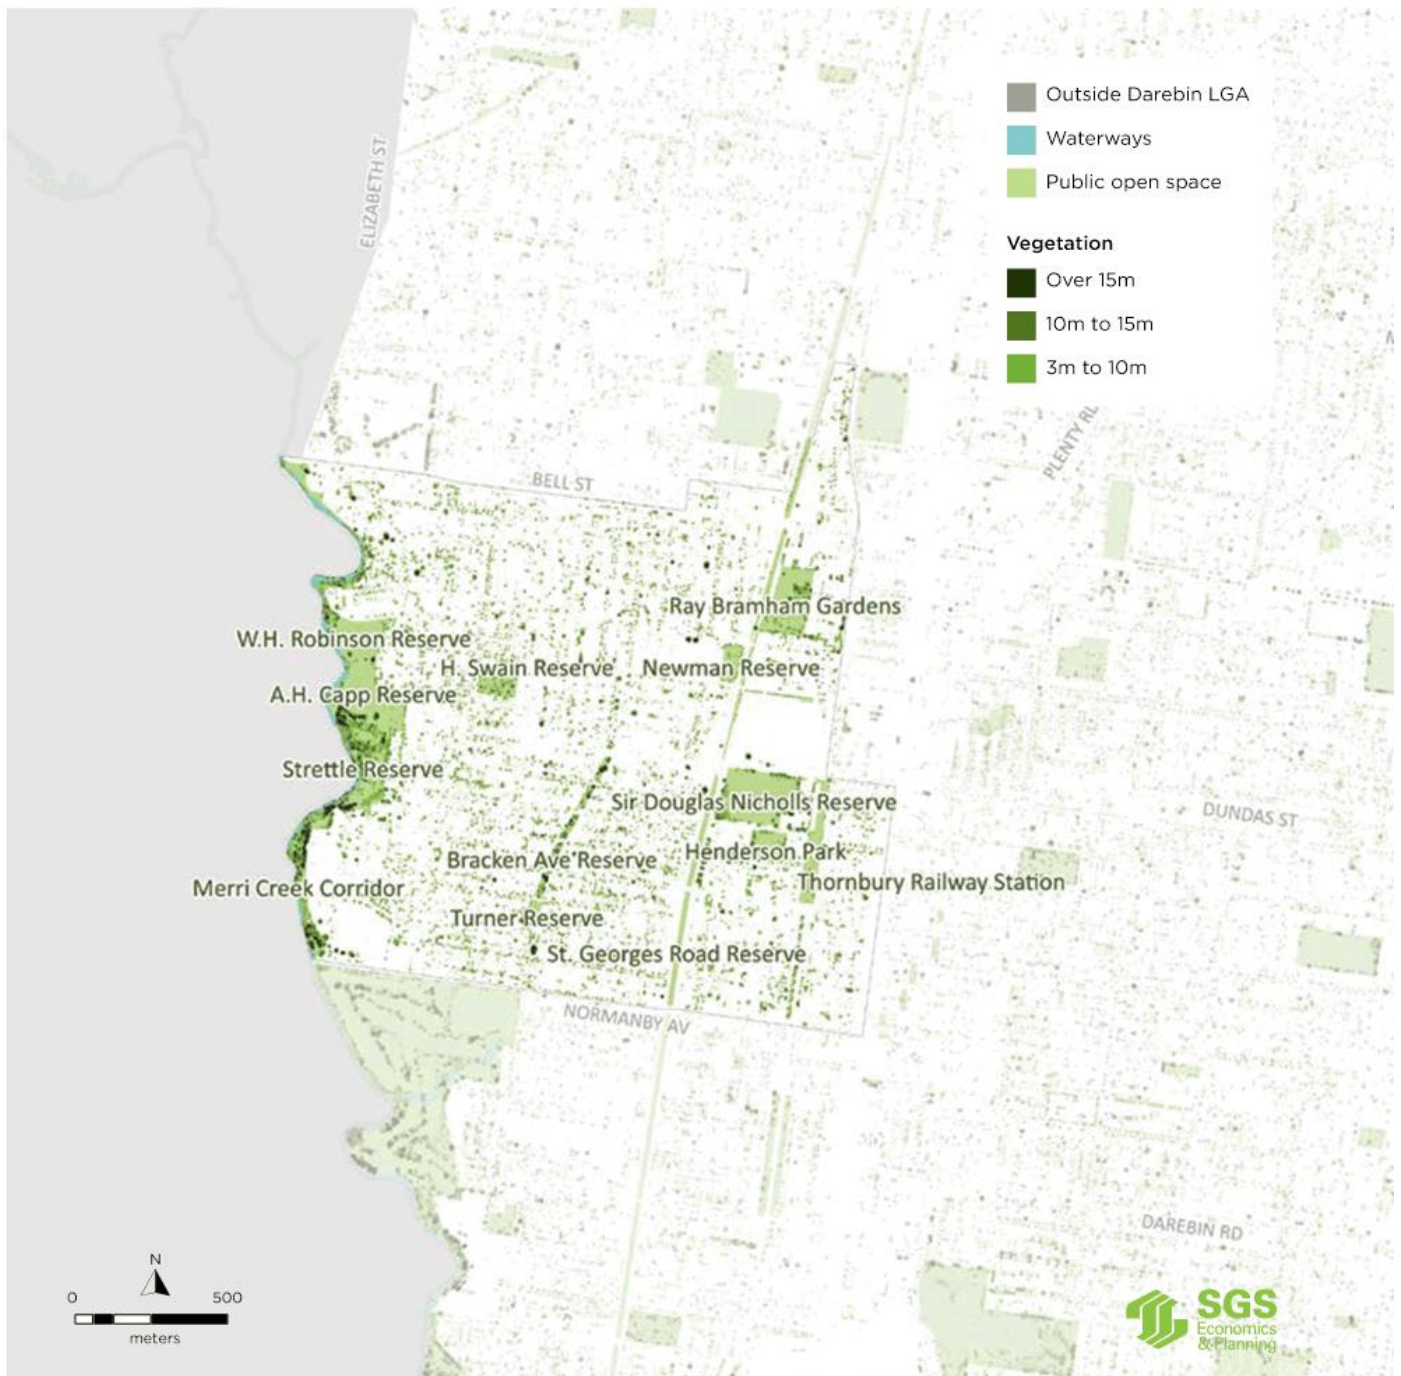 Outside Darebin LGA
Waterways
Public open space
Vegetation
Over 15m
10m to 15m
3m to 10m
ELIZABETH ST
PLENTY RD
BELL ST
Ray Bramham Gardens
W.H. Robinson Reserve
H. Swain Reserve
Newman Reserve
A.H. Capp Reserve
Strettle Reserve
Sir Douglas Nicholls Reserve
DUNDAS ST
Bracken Ave Reserve
Henderson Park
Merri Creek Corridor
Thornbury Railway Station
Turner Reserve
St. Georges Road Reserve
NORMANBY AV
DAREBIN RD
N
0 500
meters
SGS
Economics
& Planning